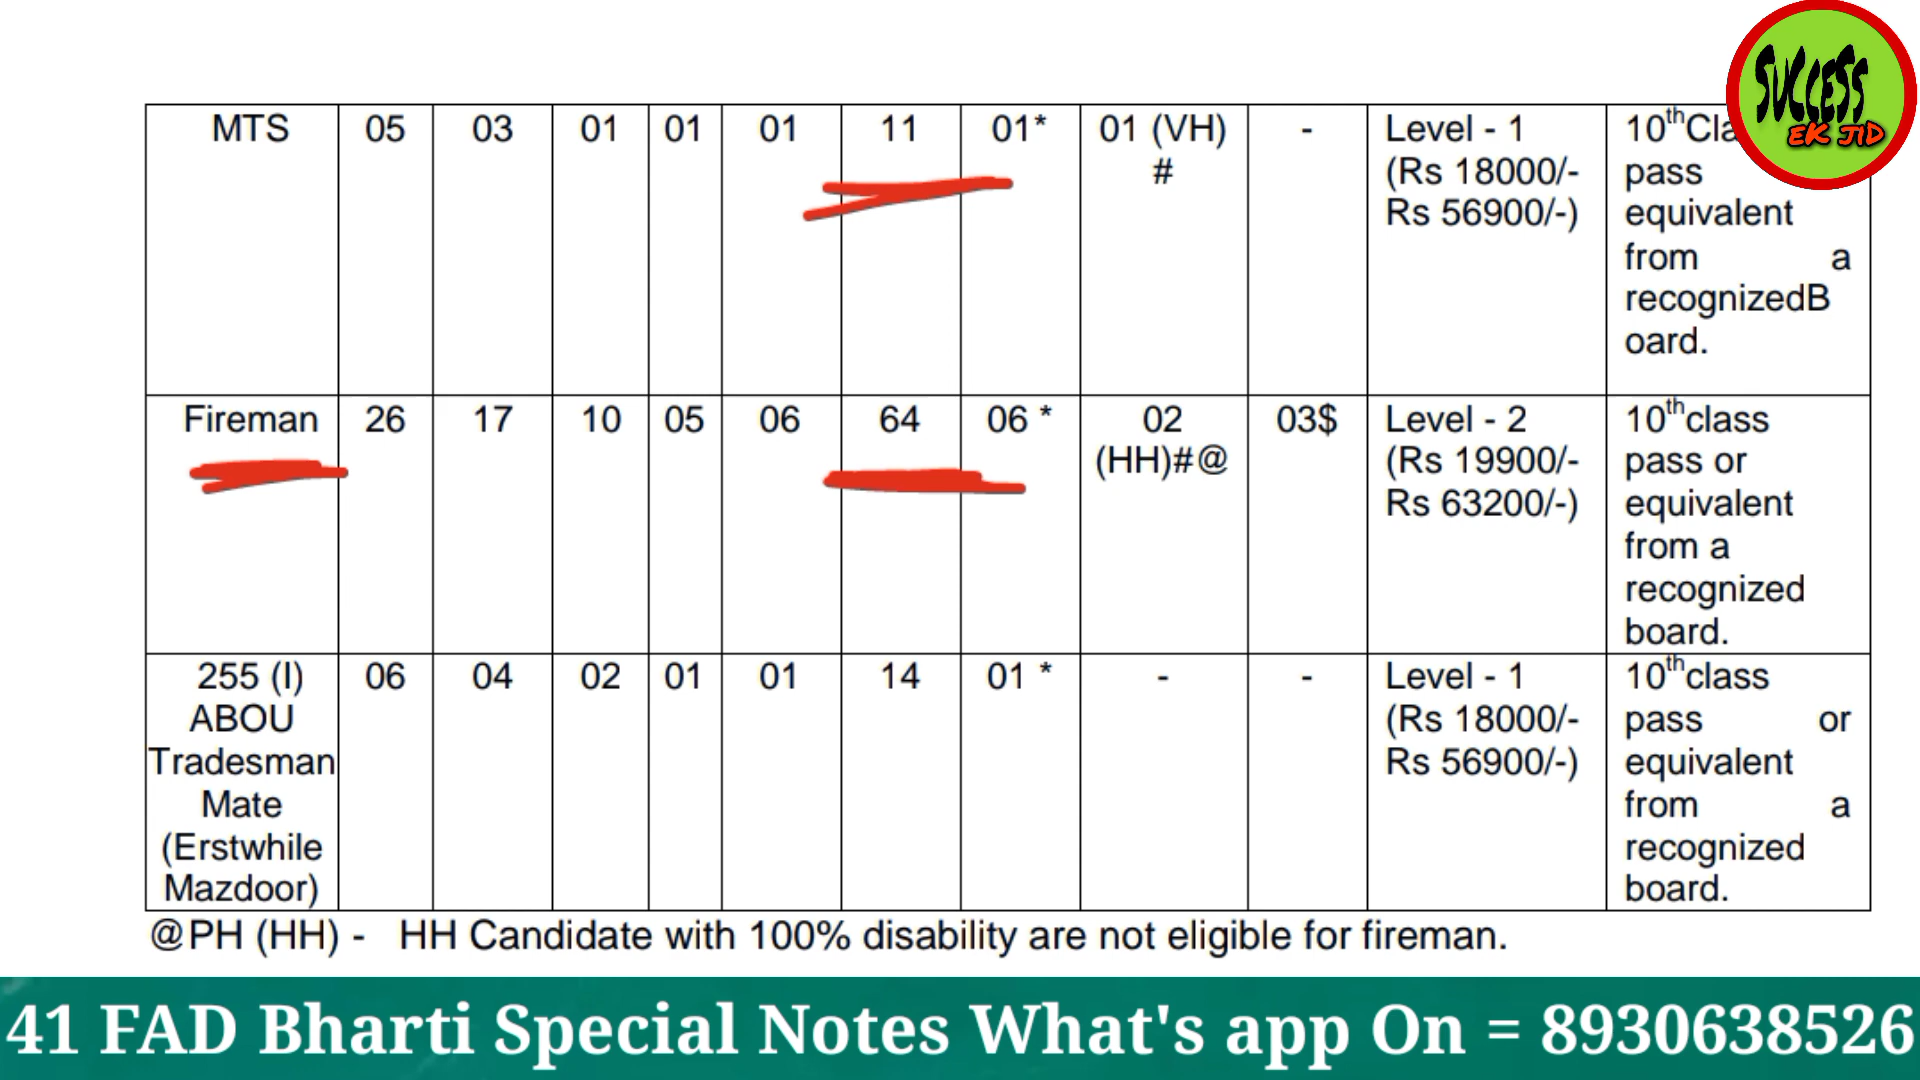 SUCCESS
EK JID
MTS 05 03 01 01 01 11 01* 01 (VH) - Level - 1 10th
# (Rs 18000/- pass
Rs 56900/-) equivalent
from a
recognizedB
oard.
Fireman 26 17 10 05 06 64 06 * 02 03$ Level - 2 10thclass
(HH)#@ (Rs 19900/- pass or
Rs 63200/-) equivalent
from a
recognized
board.
255 (I) 06 04 02 01 01 14 01 * - - Level - 1 10thclass
ABOU (Rs 18000/- pass or
Tradesman Rs 56900/-) equivalent
Mate from a
(Erstwhile recognized
Mazdoor) board.
@PH (HH) - HH Candidate with 100% disability are not eligible for fireman.
41 FAD Bharti Special Notes What's app On = 8930638526